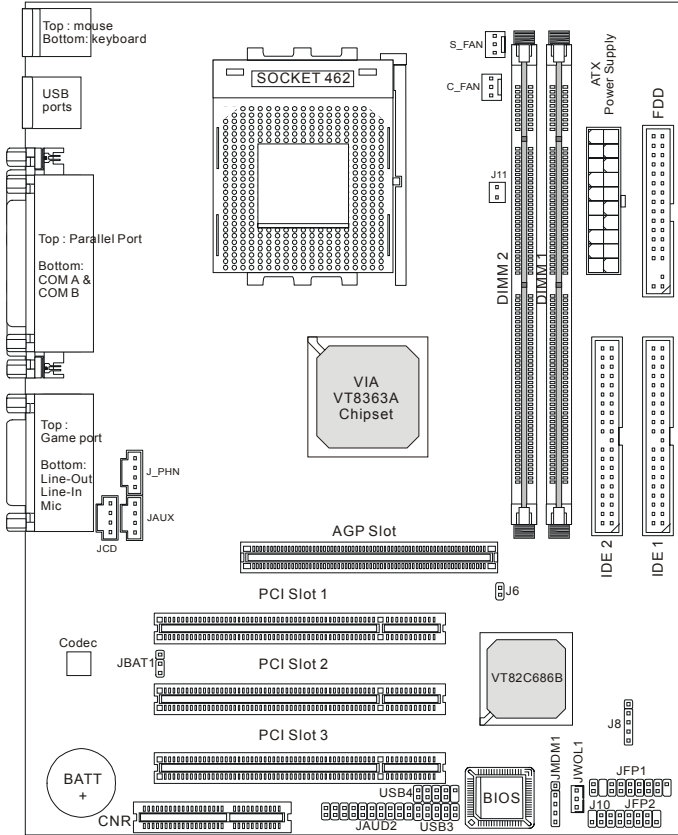 Top : mouse
Bottom: keyboard
USB
ports
Top : Parallel Port
Bottom:
COM A &
COM B
Top :
Game port
Bottom:
Line-Out
Line-In
Mic
SOCKET 462
S_FAN
C_FAN
J11
DIMM 2
DIMM 1
ATX
Power Supply
FDD
VIA
VT8363A
Chipset
J_PHN
JAUX
JCD
AGP Slot
IDE 2
IDE 1
J6
PCI Slot 1
Codec
JBAT1
PCI Slot 2
VT82C686B
PCI Slot 3
J8
BATT
+
CNR
USB4
JAUD2
USB3
BIOS
JMDM1
JWOL1
JFP1
J10
JFP2